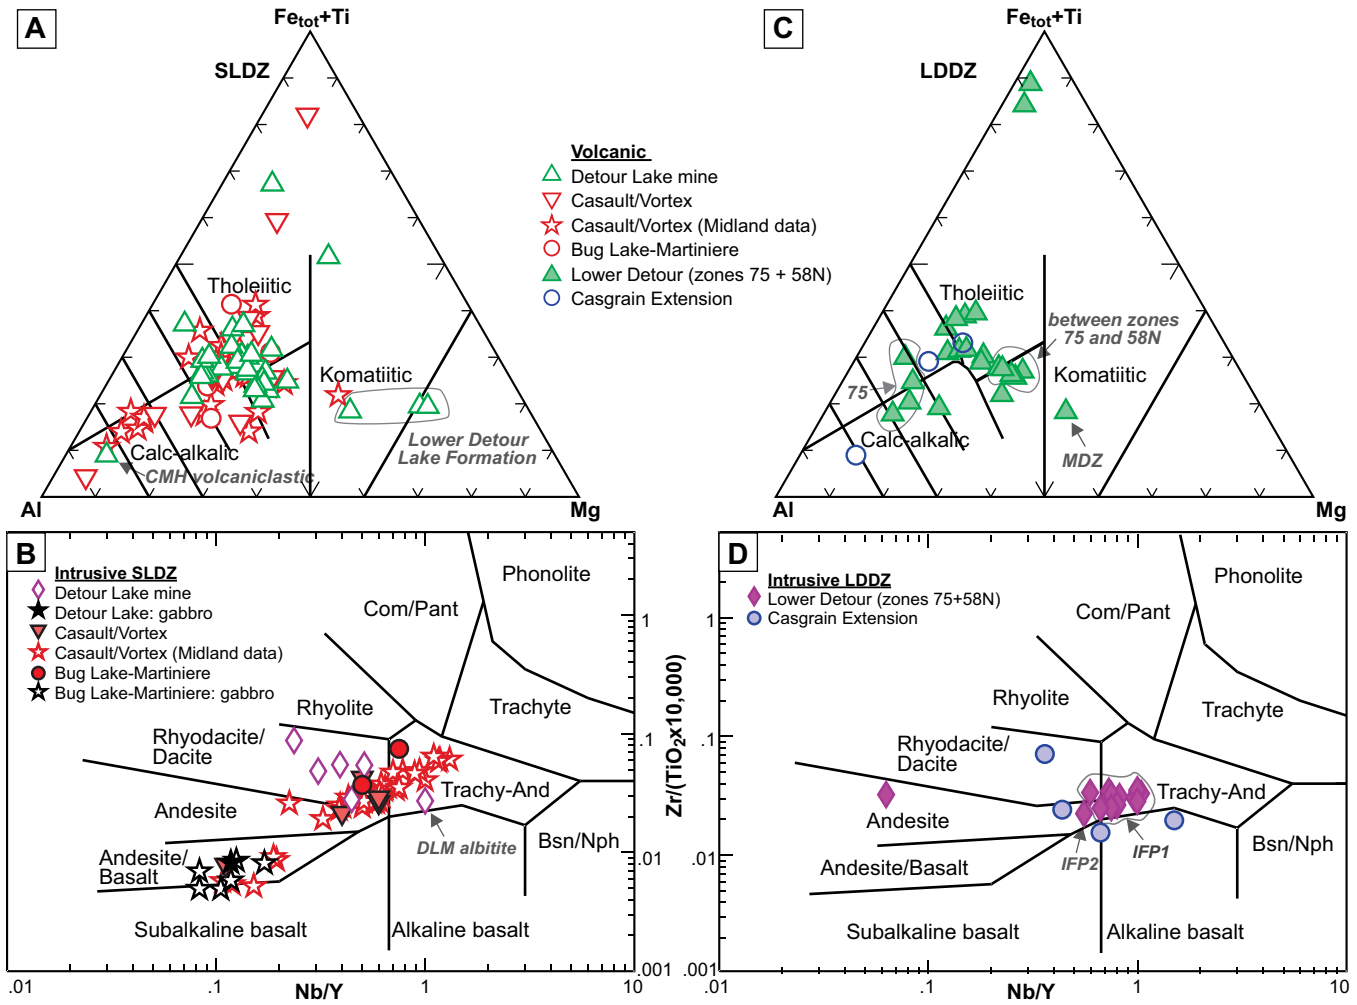 A
Fetot+Ti
SLDZ
Tholeiitic
Komatiitic
Calc-alkalic
CMH volcaniclastic
Lower Detour
Lake Formation
Al
Mg
Volcanic
Detour Lake mine
Casault/Vortex
Casault/Vortex (Midland data)
Bug Lake-Martiniere
Lower Detour (zones 75 + 58N)
Casgrain Extension
C
Fetot+Ti
LDDZ
Tholeiitic
between zones
75 and 58N
75
Komatiitic
Calc-alkalic
MDZ
Al
Mg
B
Intrusive SLDZ
Detour Lake mine
Detour Lake: gabbro
Casault/Vortex
Casault/Vortex (Midland data)
Bug Lake-Martiniere
Bug Lake-Martiniere: gabbro
Phonolite
Com/Pant
Rhyolite
Trachyte
Rhyodacite/
Dacite
Trachy-And
Andesite
DLM albitite
Bsn/Nph
Andesite/
Basalt
Subalkaline basalt
Alkaline basalt
.01
.1
1
10
Nb/Y
1
.1
.01
.001
Zr/(TiO2x10,000)
D
Intrusive LDDZ
Lower Detour (zones 75+58N)
Casgrain Extension
Phonolite
Com/Pant
Rhyolite
Trachyte
Rhyodacite/
Dacite
Trachy-And
Andesite
IFP2
IFP1
Bsn/Nph
Andesite/Basalt
Subalkaline basalt
Alkaline basalt
1
.1
.01
.001
.01
.1
1
10
Nb/Y